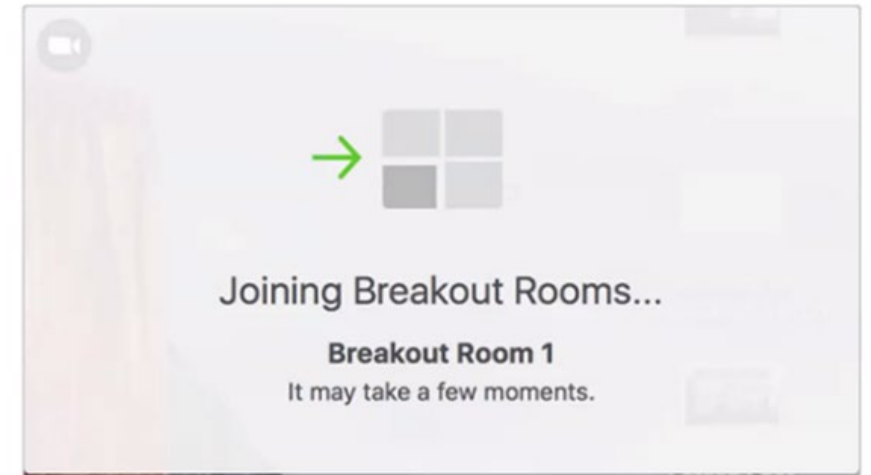 Joining Breakout Rooms...
Breakout Room 1
It may take a few moments.